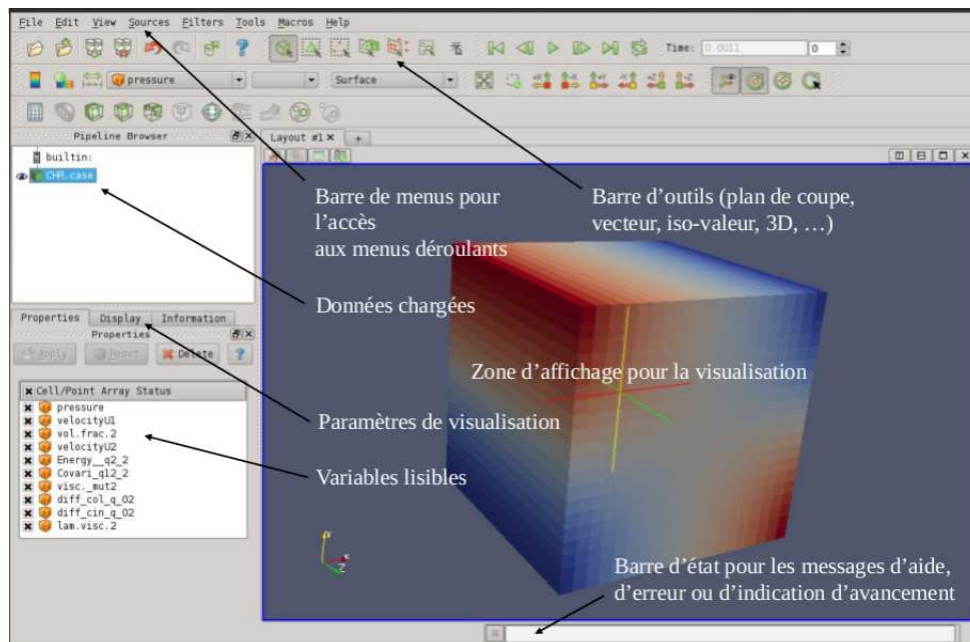 File Edit View Sources Filters Tools Macros Help
Time: 0.0011 0
pressure Surface
Pipeline Browser
builtin:
CHR.case
Layout #1
Barre de menus pour
l’accès
aux menus déroulants
Barre d’outils (plan de coupe,
vecteur, iso-valeur, 3D, …)
Données chargées
Properties Display Information
Properties
Apply Reset Delete ?
Zone d’affichage pour la visualisation
Cell/Point Array Status
pressure
velocityU1
vol.frac.2
velocityU2
Energy__q2_2
Covari_q12_2
visc._mut2
diff_col_q_02
diff_cin_q_02
lam.visc.2
Paramètres de visualisation
Variables lisibles
Y
X
Z
Barre d’état pour les messages d’aide,
d’erreur ou d’indication d’avancement